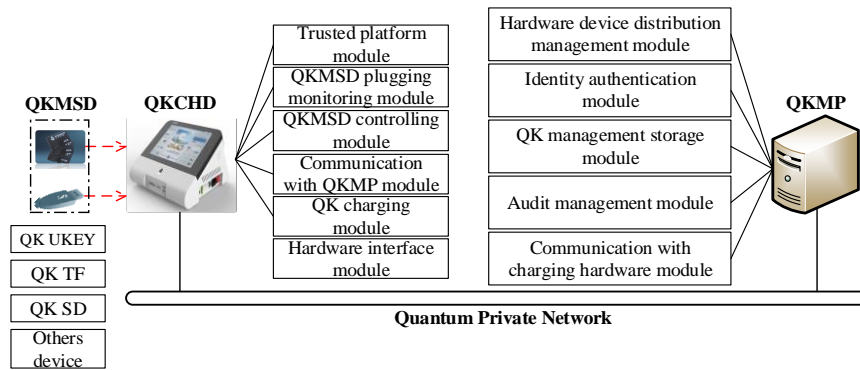 QKMSD
QK UKEY
QK TF
QK SD
Others
device
QKCHD
Trusted platform
module
QKMSD plugging
monitoring module
QKMSD controlling
module
Communication
with QKMP module
QK charging
module
Hardware interface
module
Hardware device distribution
management module
Identity authentication
module
QK management storage
module
Audit management module
Communication with
charging hardware module
QKMP
Quantum Private Network